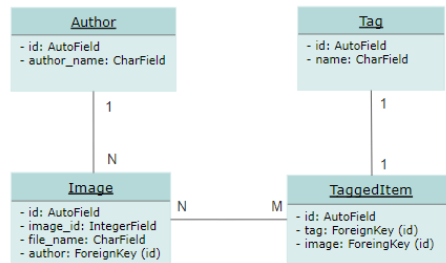 Author
- id: AutoField
- author_name: CharField
Tag
- id: AutoField
- name: CharField
1
1
N
1
Image
- id: AutoField
- image_id: IntegerField
- file_name: CharField
- author: ForeignKey (id)
N
M
TaggedItem
- id: AutoField
- tag: ForeignKey (id)
- image: ForeingKey (id)